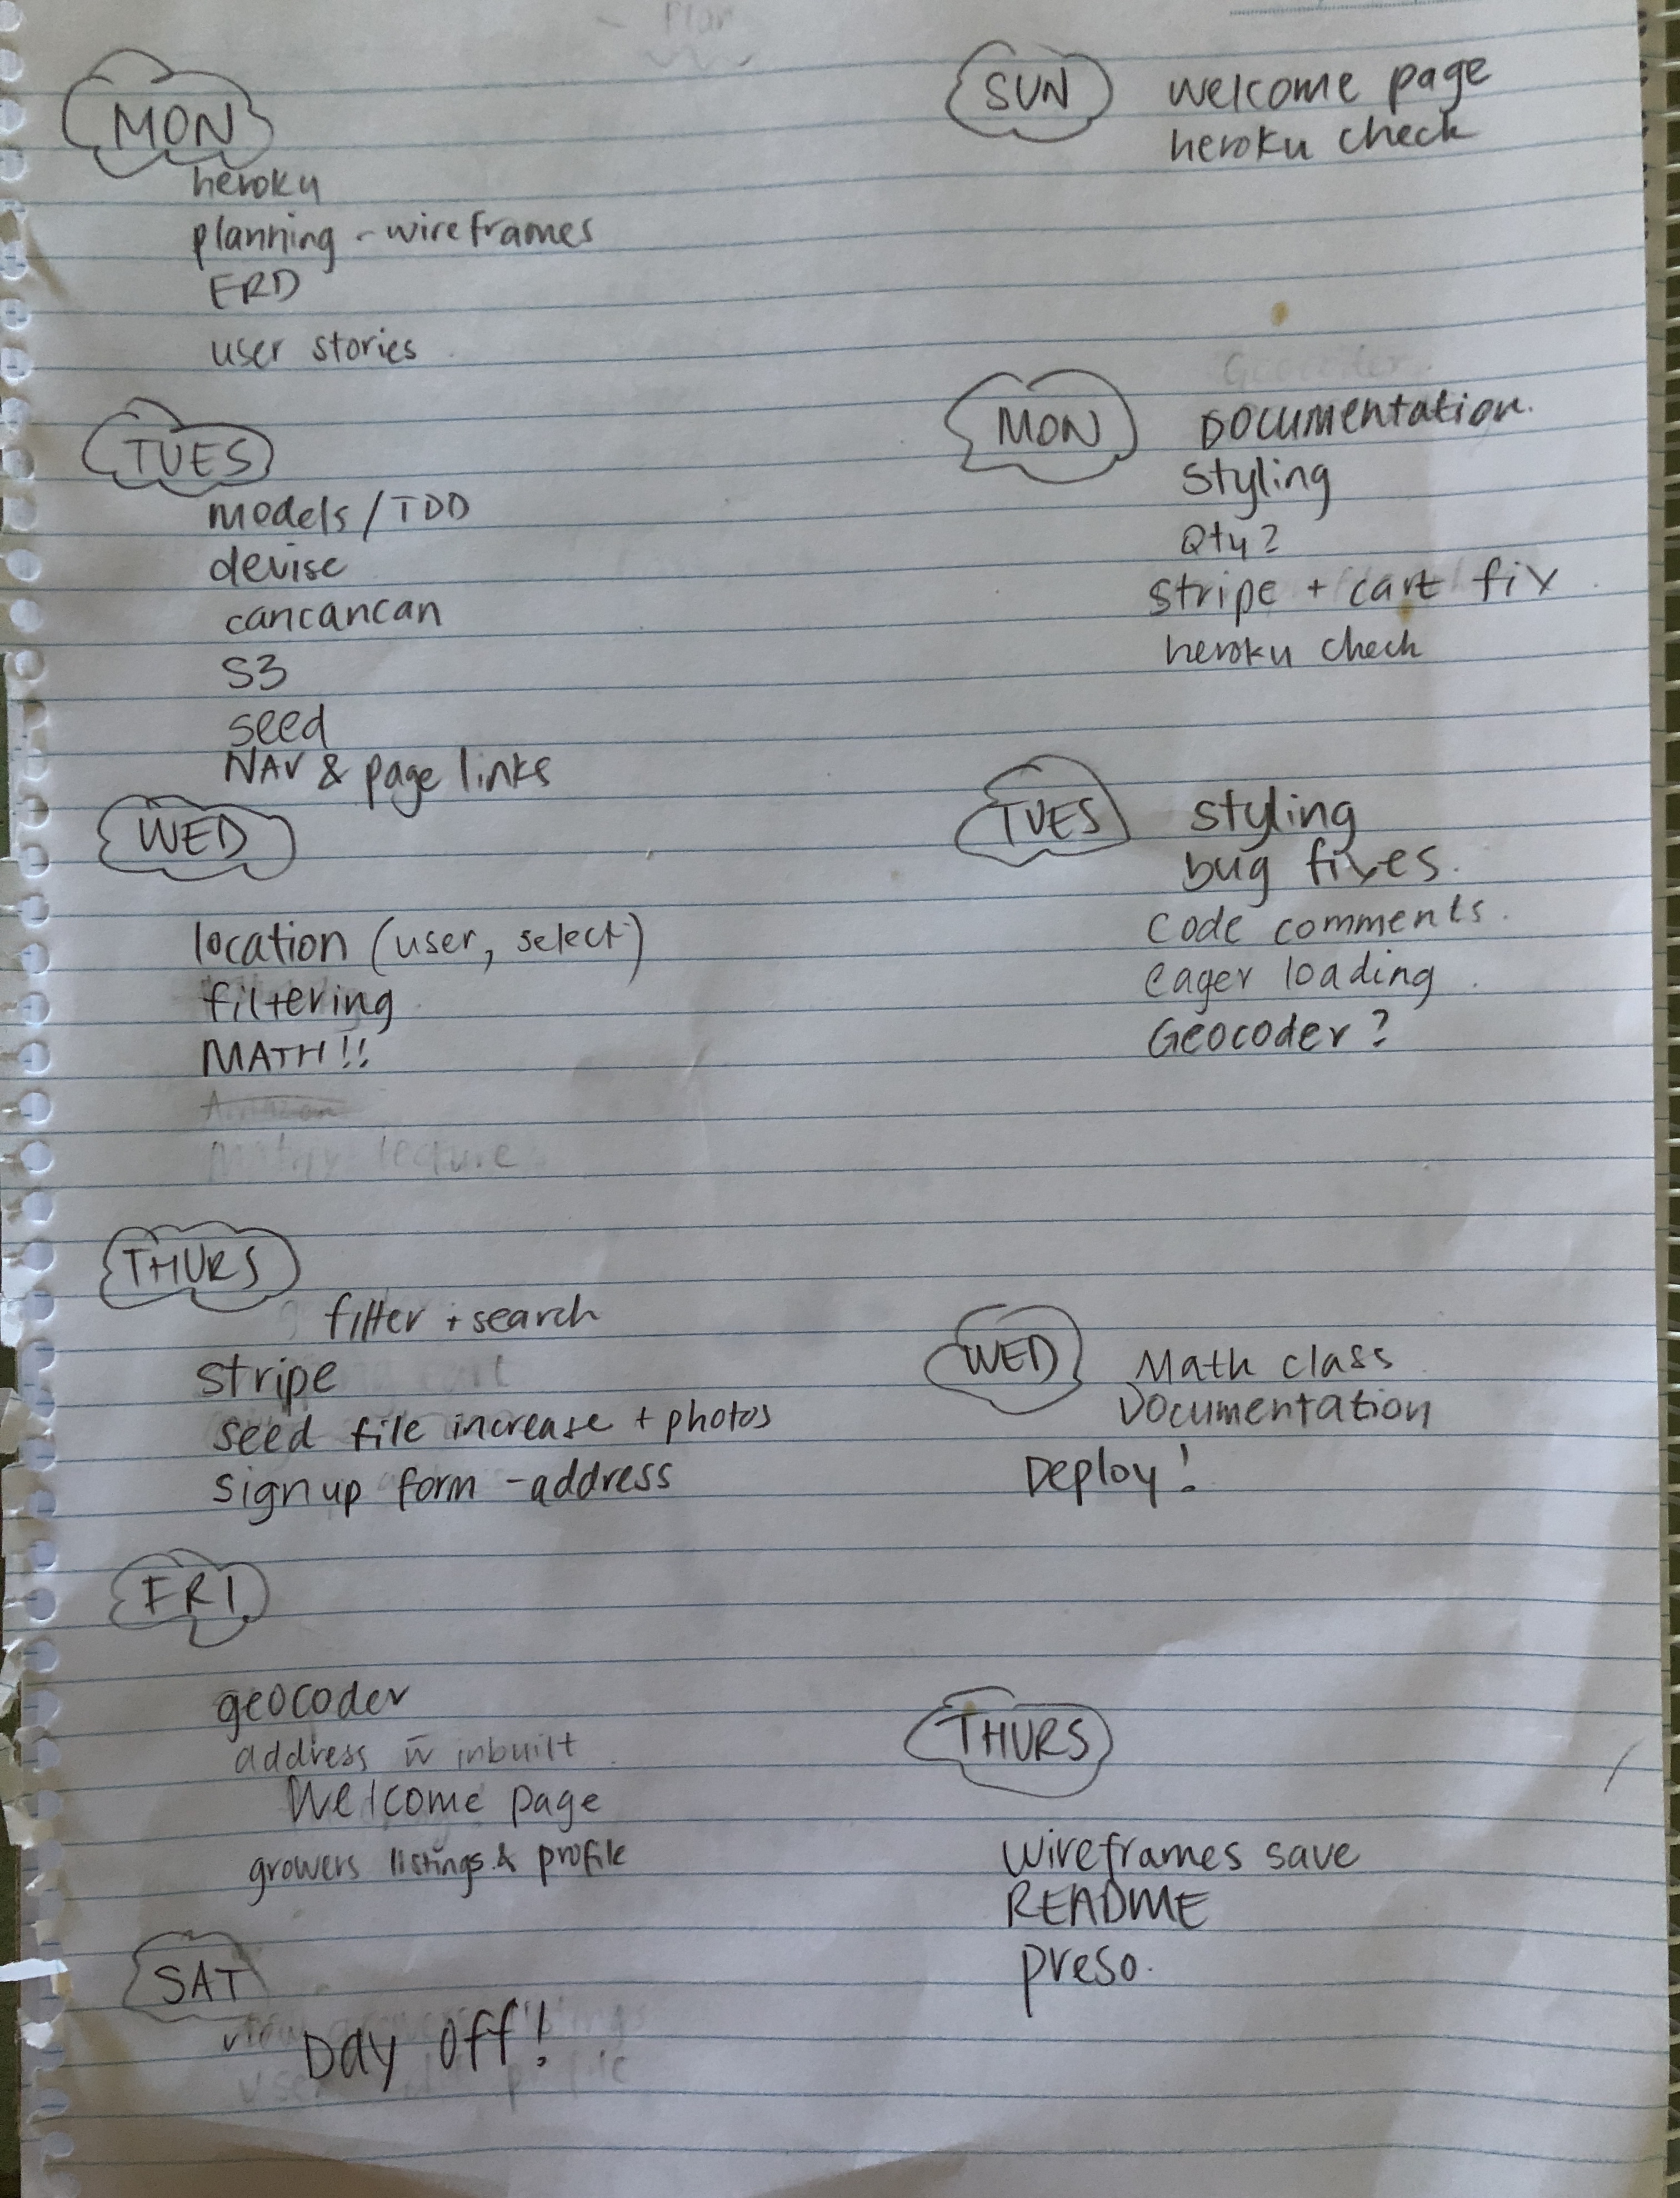 MON
heroku
planning - wireframes
ERD
user stories
TUES
models/TDD
devise
cancancan
S3
seed
NAV & page links
WED
location (user, select)
filtering
MATH!!
lecture
THURS
filter + search
stripe
seed file increase + photos
signup form - address
FRI
geocoder
address w inbuilt
Welcome page
growers listings & profile
SAT
Day off!
SUN welcome page
heroku check
Geocoder
MON Documentation.
Styling
Qty?
stripe + cart fix
heroku check
TUES styling
bug fixes.
code comments.
eager loading.
Geocoder?
WED Math class
Documentation
Deploy!
THURS
wireframes save
README
preso.